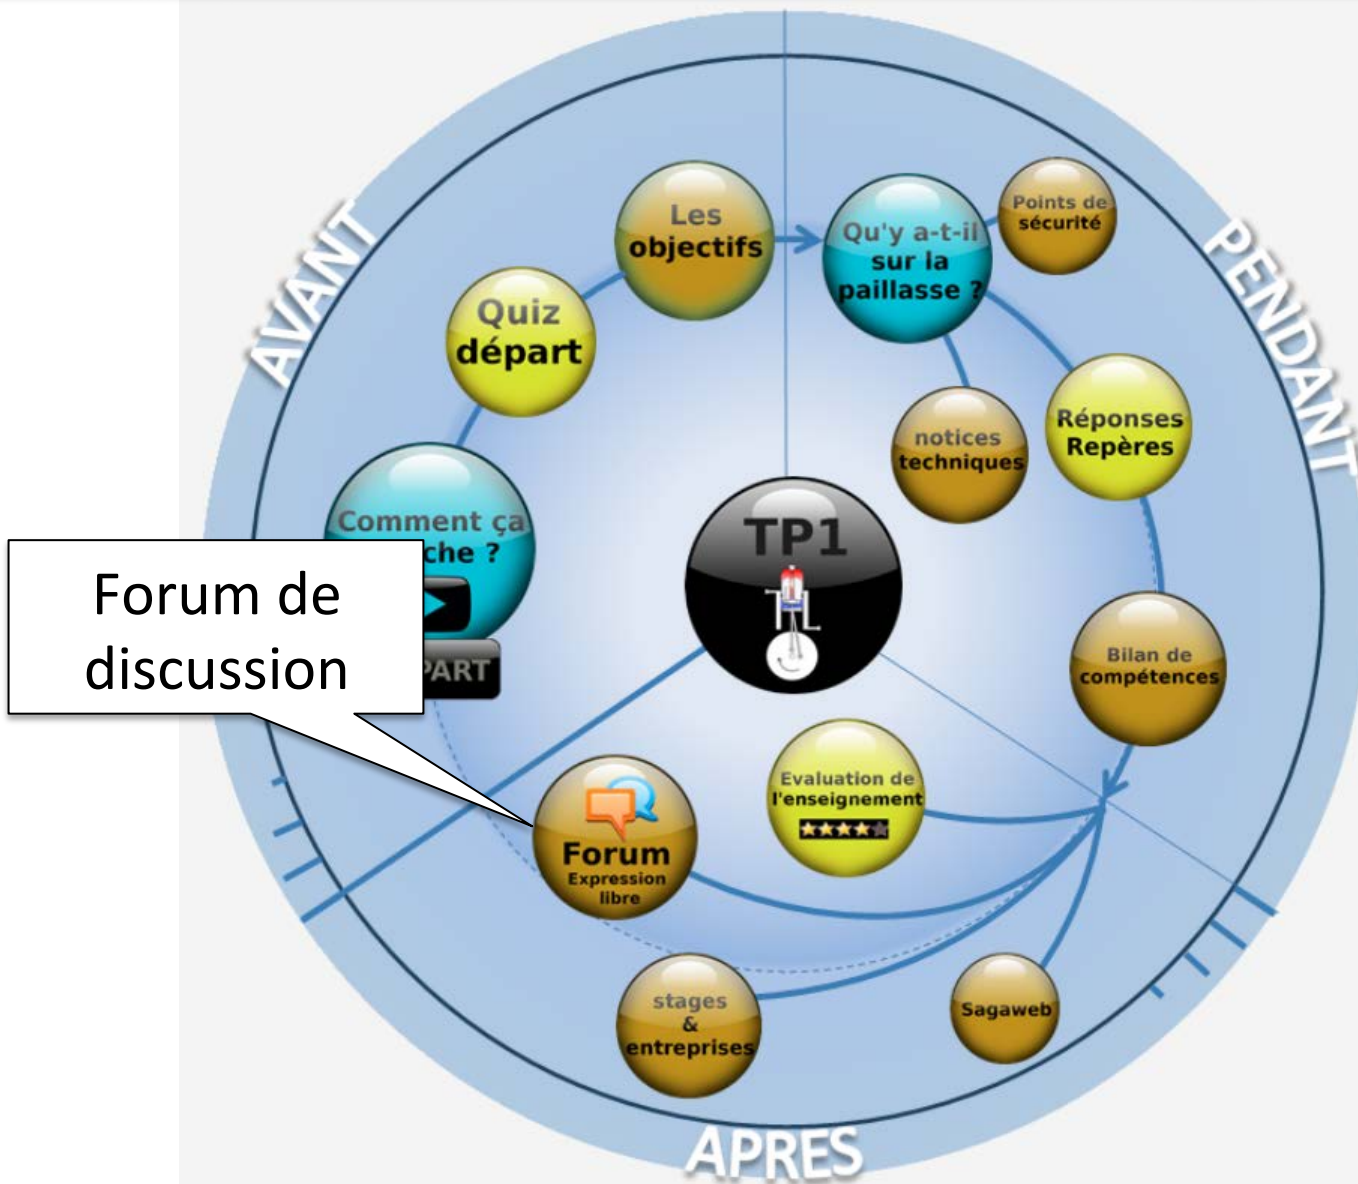 AVANT
Les
objectifs
Quiz
départ
Comment ça
che ?
PART
Forum de
discussion
PENDANT
Qu'y a-t-il
sur la
paillasse ?
Points de
sécurité
notices
techniques
Réponses
Repères
Bilan de
compétences
TP1
APRES
Evaluation de
l'enseignement
Forum
Expression
libre
stages
&
entreprises
Sagaweb